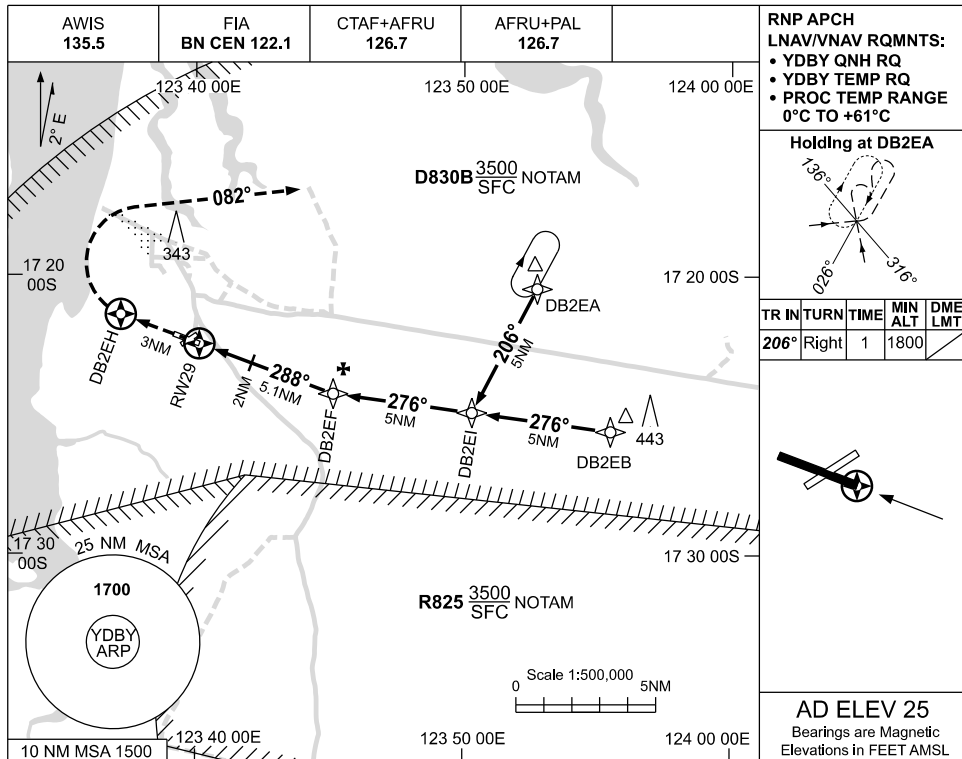 AWIS
135.5
FIA
BN CEN 122.1
CTAF+AFRU
126.7
AFRU+PAL
126.7
RNP APCH
LNAV/VNAV RQMNTS:
• YDBY QNH RQ
• YDBY TEMP RQ
• PROC TEMP RANGE
0°C TO +61°C
123 40 00E
123 50 00E
124 00 00E
2° E
D830B 3500
SFC NOTAM
Holding at DB2EA
136°
026°
316°
082°
343
17 20
00S
17 20 00S
DB2EA
206°
5NM
DB2EH
3NM
RW29
2NM
288°
5.1NM
DB2EF
276°
5NM
DB2EI
276°
5NM
DB2EB
443
TR IN TURN TIME MIN ALT DME LMT
206° Right 1 1800
17 30
00S
17 30 00S
25 NM MSA
1700
YDBY
ARP
R825 3500
SFC NOTAM
Scale 1:500,000
0 5NM
10 NM MSA 1500
123 40 00E
123 50 00E
124 00 00E
AD ELEV 25
Bearings are Magnetic
Elevations in FEET AMSL